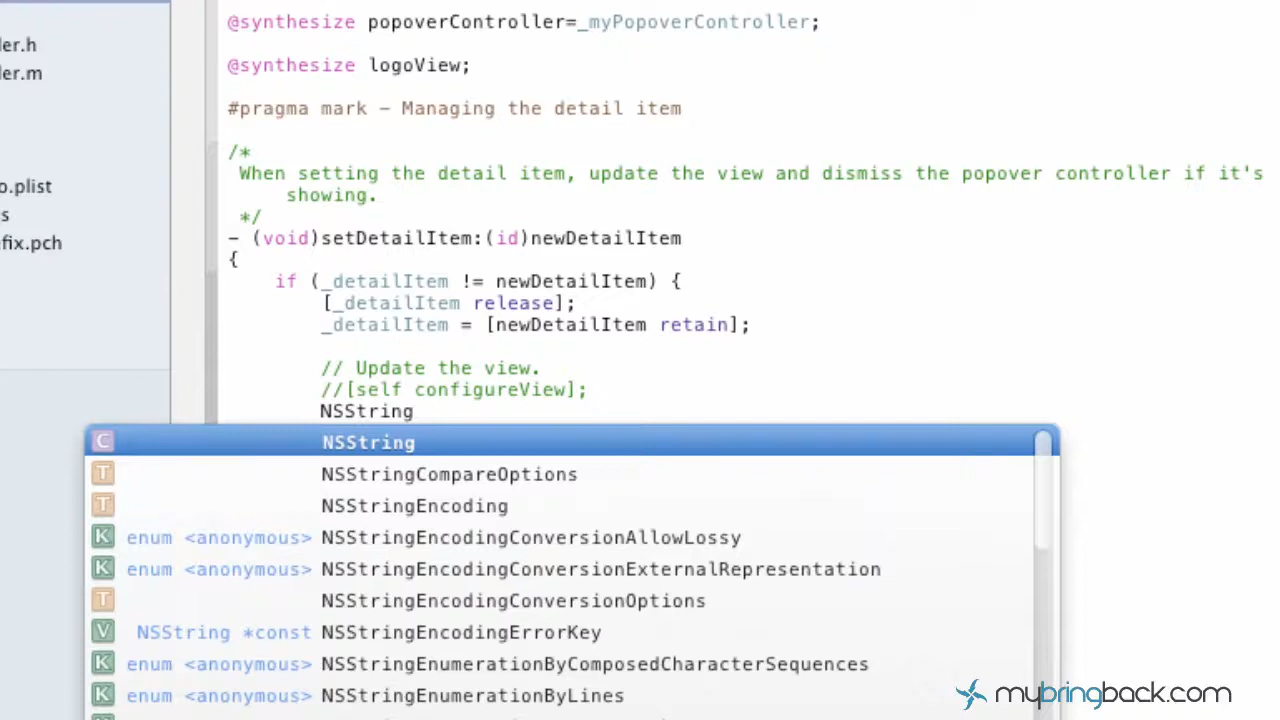 @synthesize popoverController=_myPopoverController;
ler.h
@synthesize logoView;
ler.m
#pragma mark - Managing the detail item
/*
When setting the detail item, update the view and dismiss the popover controller if it's
o.plist
showing.
s
*/
fix.pch
- (void)setDetailItem:(id)newDetailItem
{
if (_detailItem != newDetailItem) {
[_detailItem release];
_detailItem = [newDetailItem retain];
// Update the view.
//[self configureView];
NSString
C NSString
T NSStringCompareOptions
T NSStringEncoding
K enum <anonymous> NSStringEncodingConversionAllowLossy
K enum <anonymous> NSStringEncodingConversionExternalRepresentation
T NSStringEncodingConversionOptions
V NSString *const NSStringEncodingErrorKey
K enum <anonymous> NSStringEnumerationByComposedCharacterSequences
K enum <anonymous> NSStringEnumerationByLines
mybringback.com